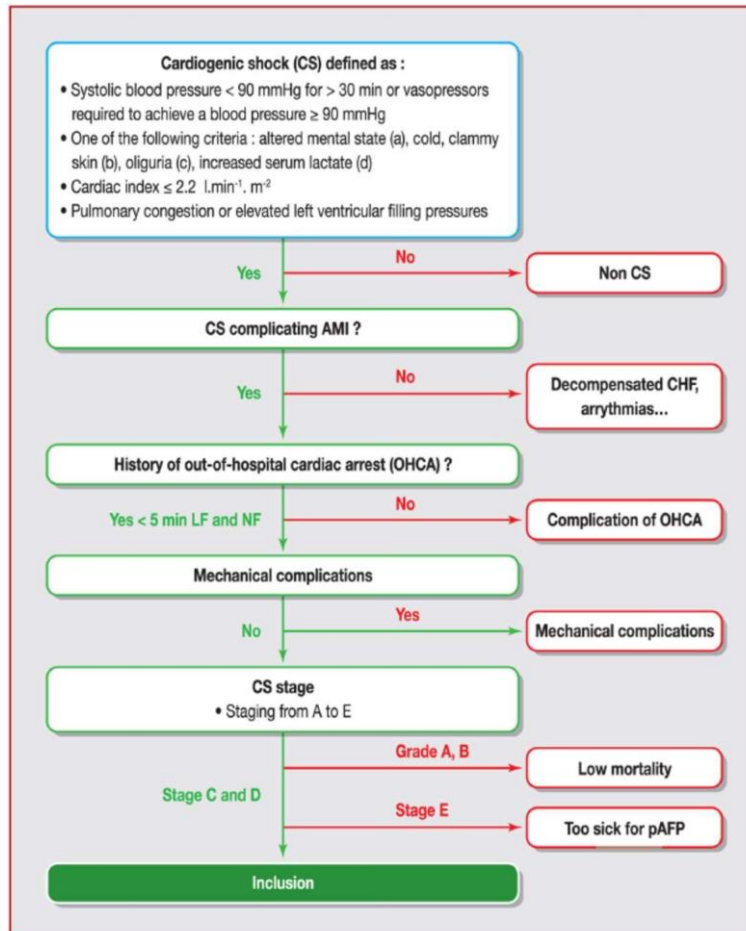 Cardiogenic shock (CS) defined as :
• Systolic blood pressure < 90 mmHg for > 30 min or vasopressors
required to achieve a blood pressure ≥ 90 mmHg
• One of the following criteria : altered mental state (a), cold, clammy
skin (b), oliguria (c), increased serum lactate (d)
• Cardiac index ≤ 2.2 l.min⁻¹. m⁻²
• Pulmonary congestion or elevated left ventricular filling pressures
No
Yes
Non CS
CS complicating AMI ?
No
Yes
Decompensated CHF,
arrythmias...
History of out-of-hospital cardiac arrest (OHCA) ?
No
Yes < 5 min LF and NF
Complication of OHCA
Mechanical complications
Yes
No
Mechanical complications
CS stage
• Staging from A to E
Grade A, B
Low mortality
Stage C and D
Stage E
Too sick for pAFP
Inclusion